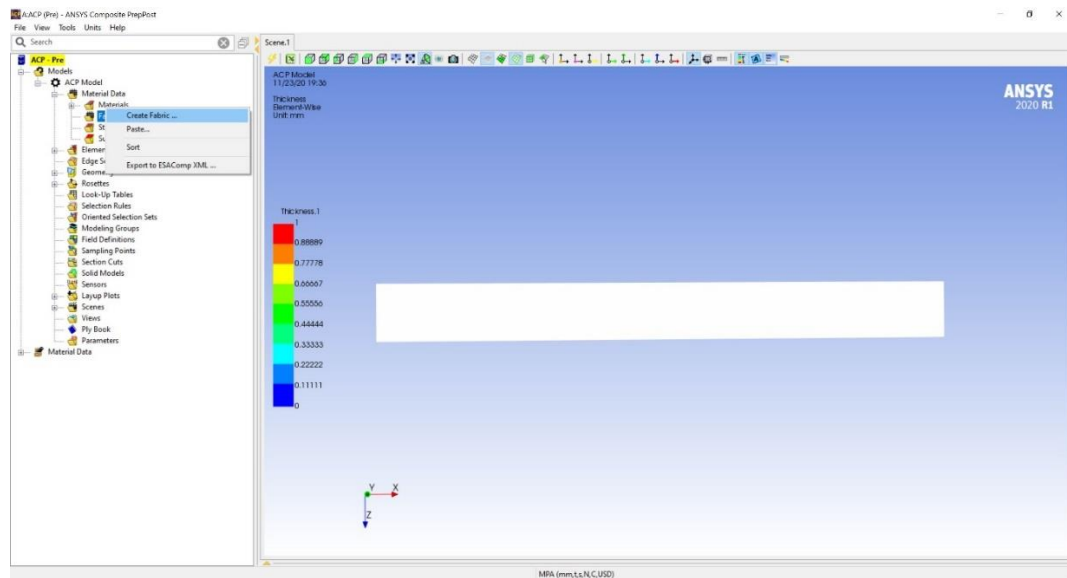 A:ACP (Pre) - ANSYS Composite PrepPost
File View Tools Units Help
Search
Scene.1
ACP - Pre
Models
ACP Model
Material Data
Materials
Create Fabric ...
Paste...
Sort
Export to ESAComp XML ...
Rosettes
Look-Up Tables
Selection Rules
Oriented Selection Sets
Modeling Groups
Field Definitions
Sampling Points
Section Cuts
Solid Models
Sensors
Layup Plots
Scenes
Views
Ply Book
Parameters
Material Data
ACP Model
11/23/20 19:36
Thickness
Element-Wise
Unit: mm
ANSYS
2020 R1
Thickness.1
1
0.88889
0.77778
0.66667
0.55556
0.44444
0.33333
0.22222
0.11111
0
Y X
Z
MPA (mm,t,s,N,C,USD)